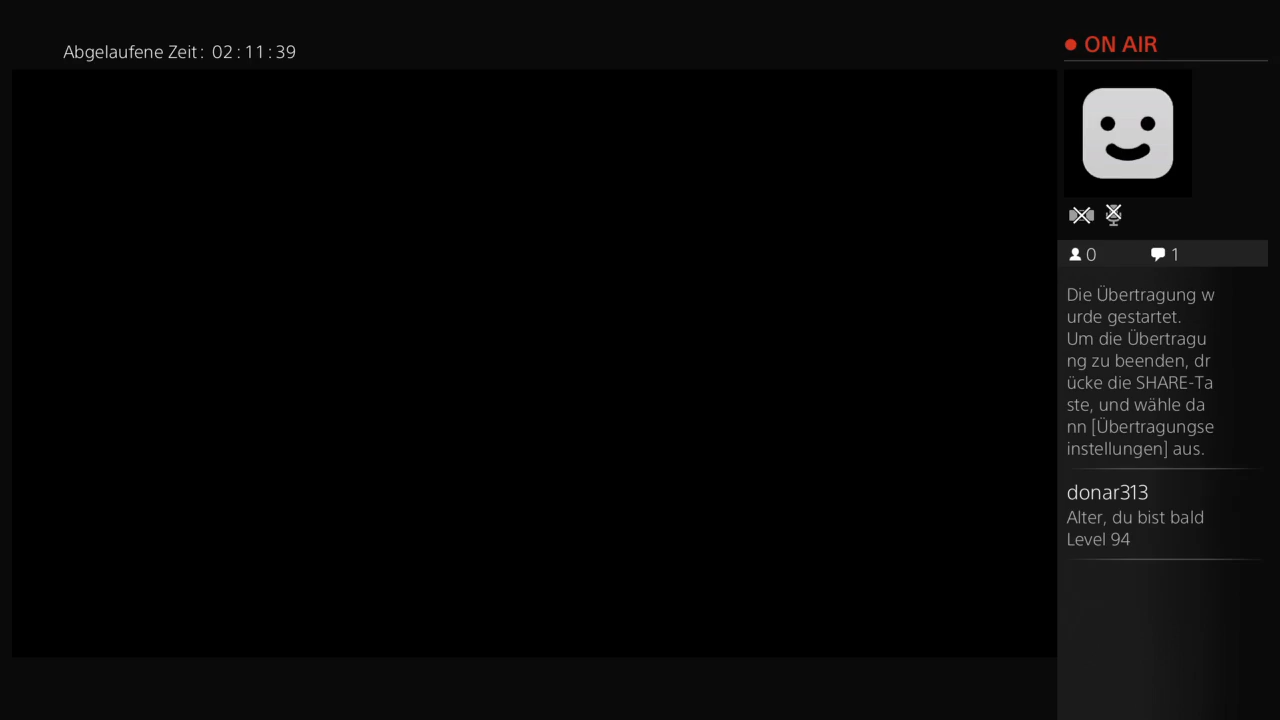 Abgelaufene Zeit: 02:11:39
ON AIR
0 1
Die Übertragung w
urde gestartet.
Um die Übertragu
ng zu beenden, dr
ücke die SHARE-Ta
ste, und wähle da
nn [Übertragungse
instellungen] aus.
donar313
Alter, du bist bald
Level 94